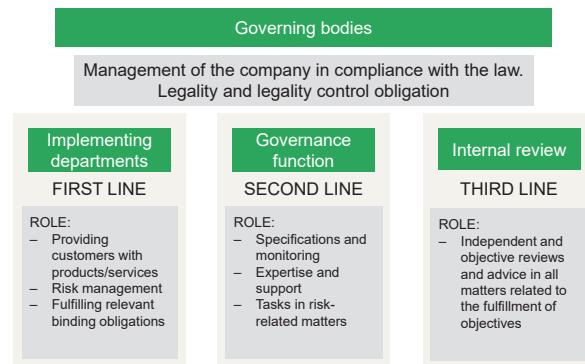 Governing bodies
Management of the company in compliance with the law.
Legality and legality control obligation
Implementing
departments
FIRST LINE
ROLE:
– Providing
customers with
products/services
– Risk management
– Fulfilling relevant
binding obligations
Governance
function
SECOND LINE
ROLE:
– Specifications and
monitoring
– Expertise and
support
– Tasks in risk-
related matters
Internal review
THIRD LINE
ROLE:
– Independent and
objective reviews
and advice in all
matters related to
the fulfillment of
objectives